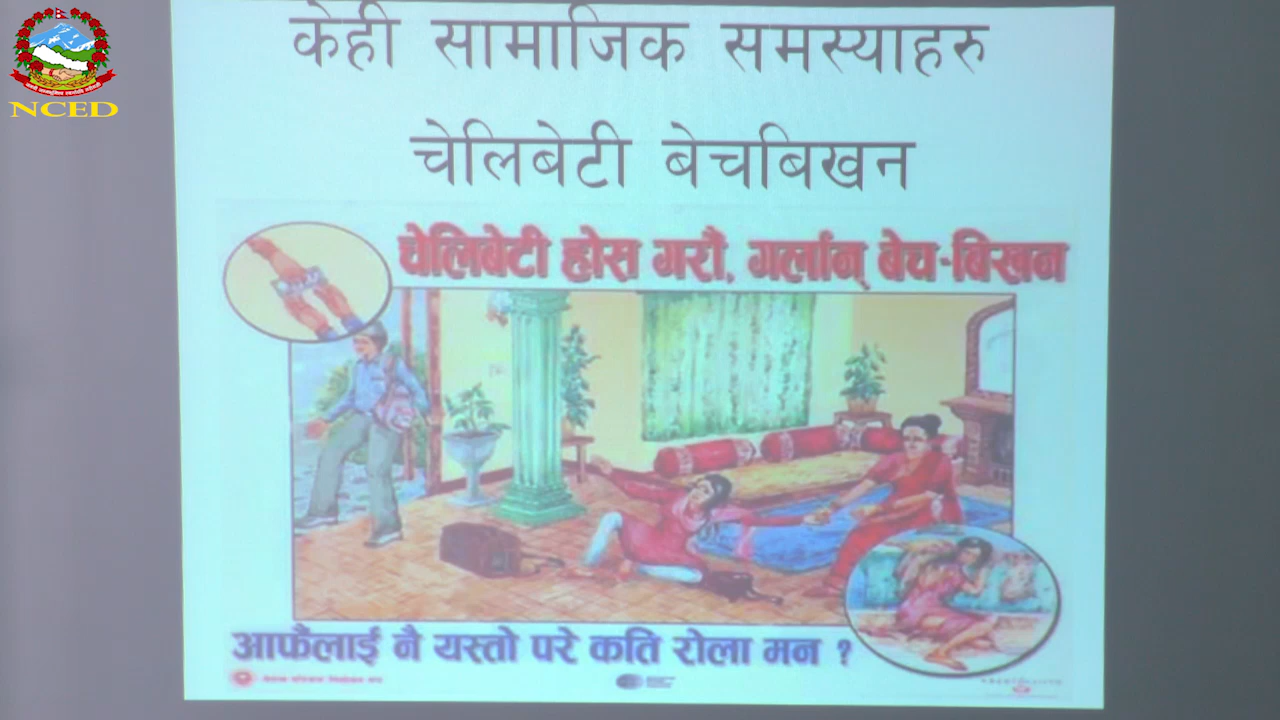 केही सामाजिक समस्याहरु
NCED
चेलिबेटी बेचबिखन
चेलिबेटी होस गरौं, गर्लान् बेच-बिखन
आफैलाई नै यस्तो परे कति रोला मन ?